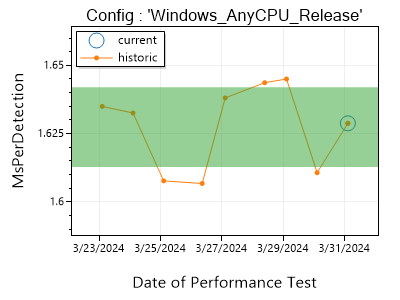 Config : 'Windows_AnyCPU_Release'
current
historic
1.65
1.625
1.6
MsPerDetection
3/23/2024 3/25/2024 3/27/2024 3/29/2024 3/31/2024
Date of Performance Test